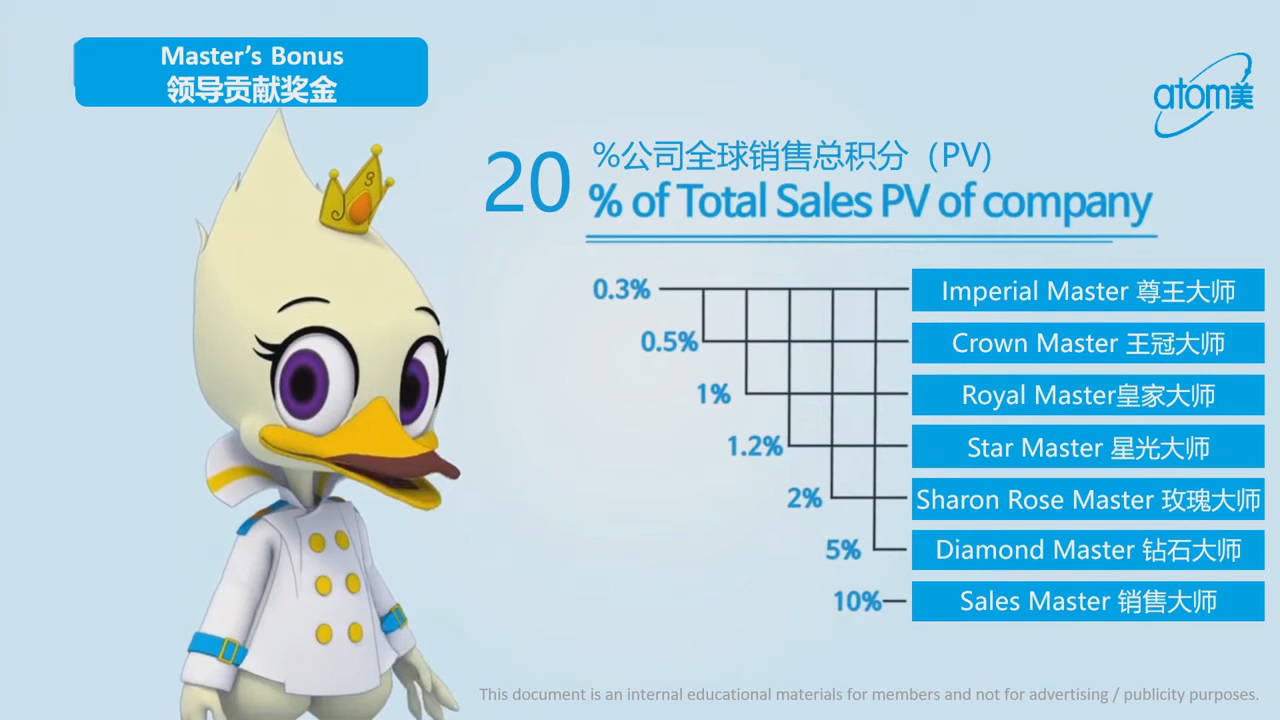 Master’s Bonus
领导贡献奖金
atom美
20
%公司全球销售总积分（PV)
% of Total Sales PV of company
0.3%
Imperial Master 尊王大师
0.5%
Crown Master 王冠大师
1%
Royal Master皇家大师
1.2%
Star Master 星光大师
2%
Sharon Rose Master 玫瑰大师
5%
Diamond Master 钻石大师
10%
Sales Master 销售大师
This document is an internal educational materials for members and not for advertising / publicity purposes.